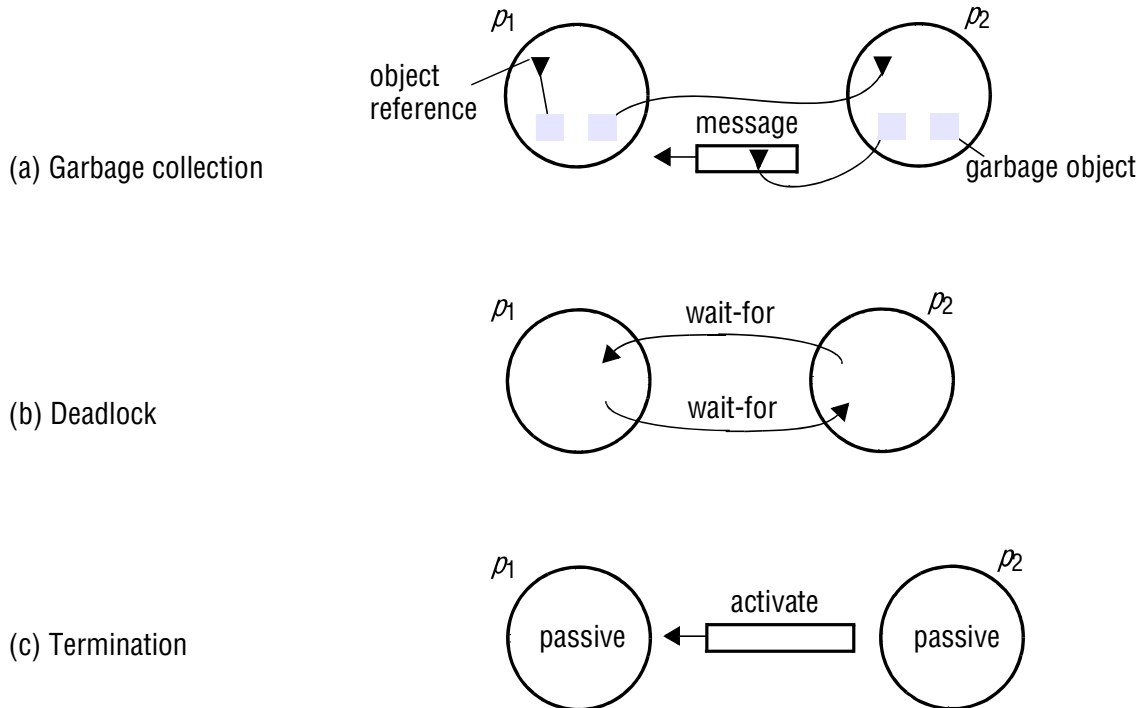 p1
p2
object
reference
message
(a) Garbage collection
garbage object
p1
wait-for
p2
(b) Deadlock
wait-for
p1
p2
activate
(c) Termination
passive
passive